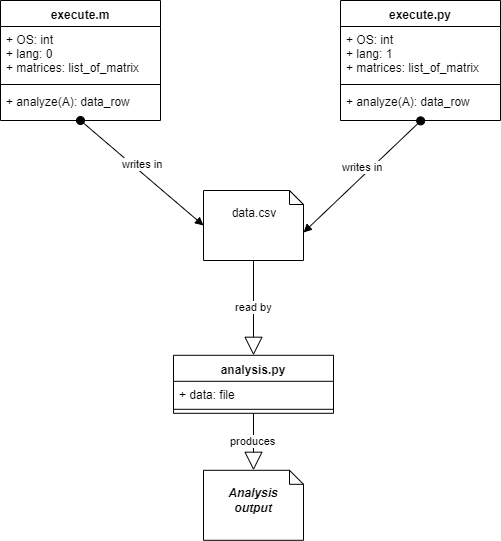 execute.m
+ OS: int
+ lang: 0
+ matrices: list_of_matrix
+ analyze(A): data_row
execute.py
+ OS: int
+ lang: 1
+ matrices: list_of_matrix
+ analyze(A): data_row
writes in
writes in
data.csv
read by
analysis.py
+ data: file
produces
Analysis
output